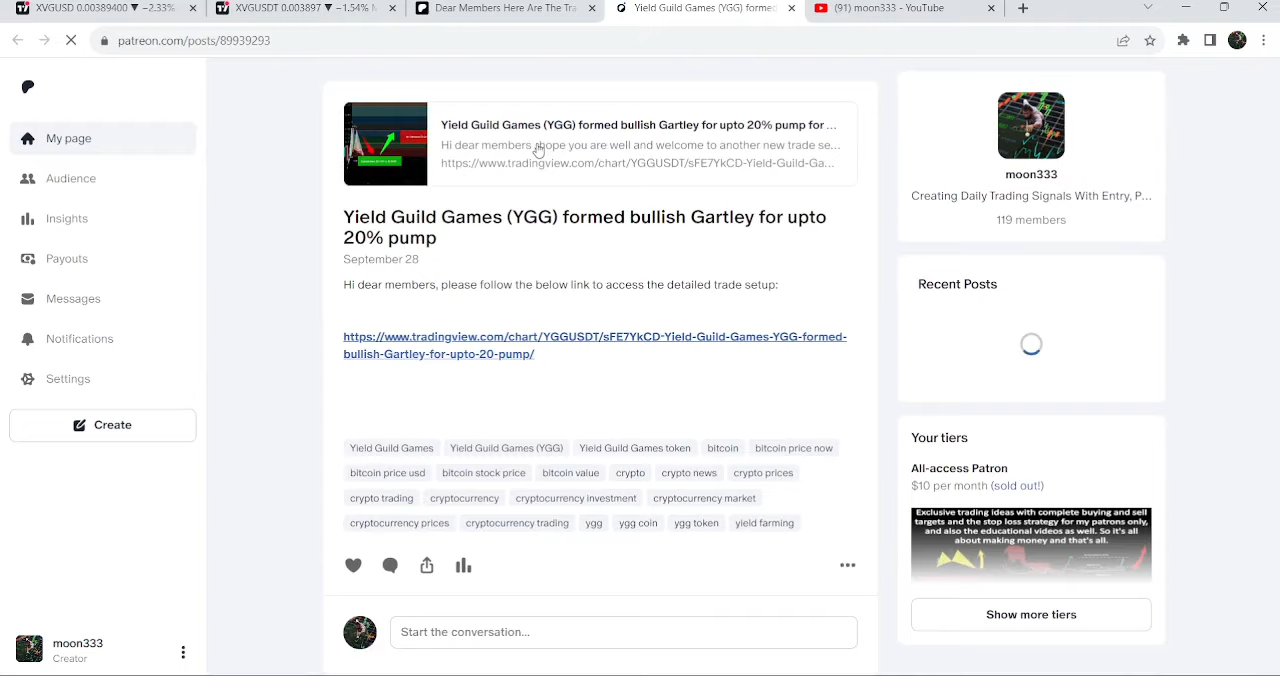 XVGUSD 0.00389400 ▼ −2.33%
XVGUSDT 0.003897 ▼ −1.54% N
Dear Members Here Are The Tra
Yield Guild Games (YGG) formed
(91) moon333 - YouTube
patreon.com/posts/89939293
My page
Audience
Insights
Payouts
Messages
Notifications
Settings
Create
moon333
Creator
Yield Guild Games (YGG) formed bullish Gartley for upto 20% pump for ...
Hi dear members, hope you are well and welcome to another new trade se...
https://www.tradingview.com/chart/YGGUSDT/sFE7YkCD-Yield-Guild-Ga...
Yield Guild Games (YGG) formed bullish Gartley for upto
20% pump
September 28
Hi dear members, please follow the below link to access the detailed trade setup:
https://www.tradingview.com/chart/YGGUSDT/sFE7YkCD-Yield-Guild-Games-YGG-formed-
bullish-Gartley-for-upto-20-pump/
Yield Guild Games Yield Guild Games (YGG) Yield Guild Games token bitcoin bitcoin price now
bitcoin price usd bitcoin stock price bitcoin value crypto crypto news crypto prices
crypto trading cryptocurrency cryptocurrency investment cryptocurrency market
cryptocurrency prices cryptocurrency trading ygg ygg coin ygg token yield farming
Start the conversation...
moon333
Creating Daily Trading Signals With Entry, P...
119 members
Recent Posts
Your tiers
All-access Patron
$10 per month (sold out!)
Exclusive trading ideas with complete buying and sell
targets and the stop loss strategy for my patrons only,
and also the educational videos as well. So it's all
about making money and that's all.
Show more tiers